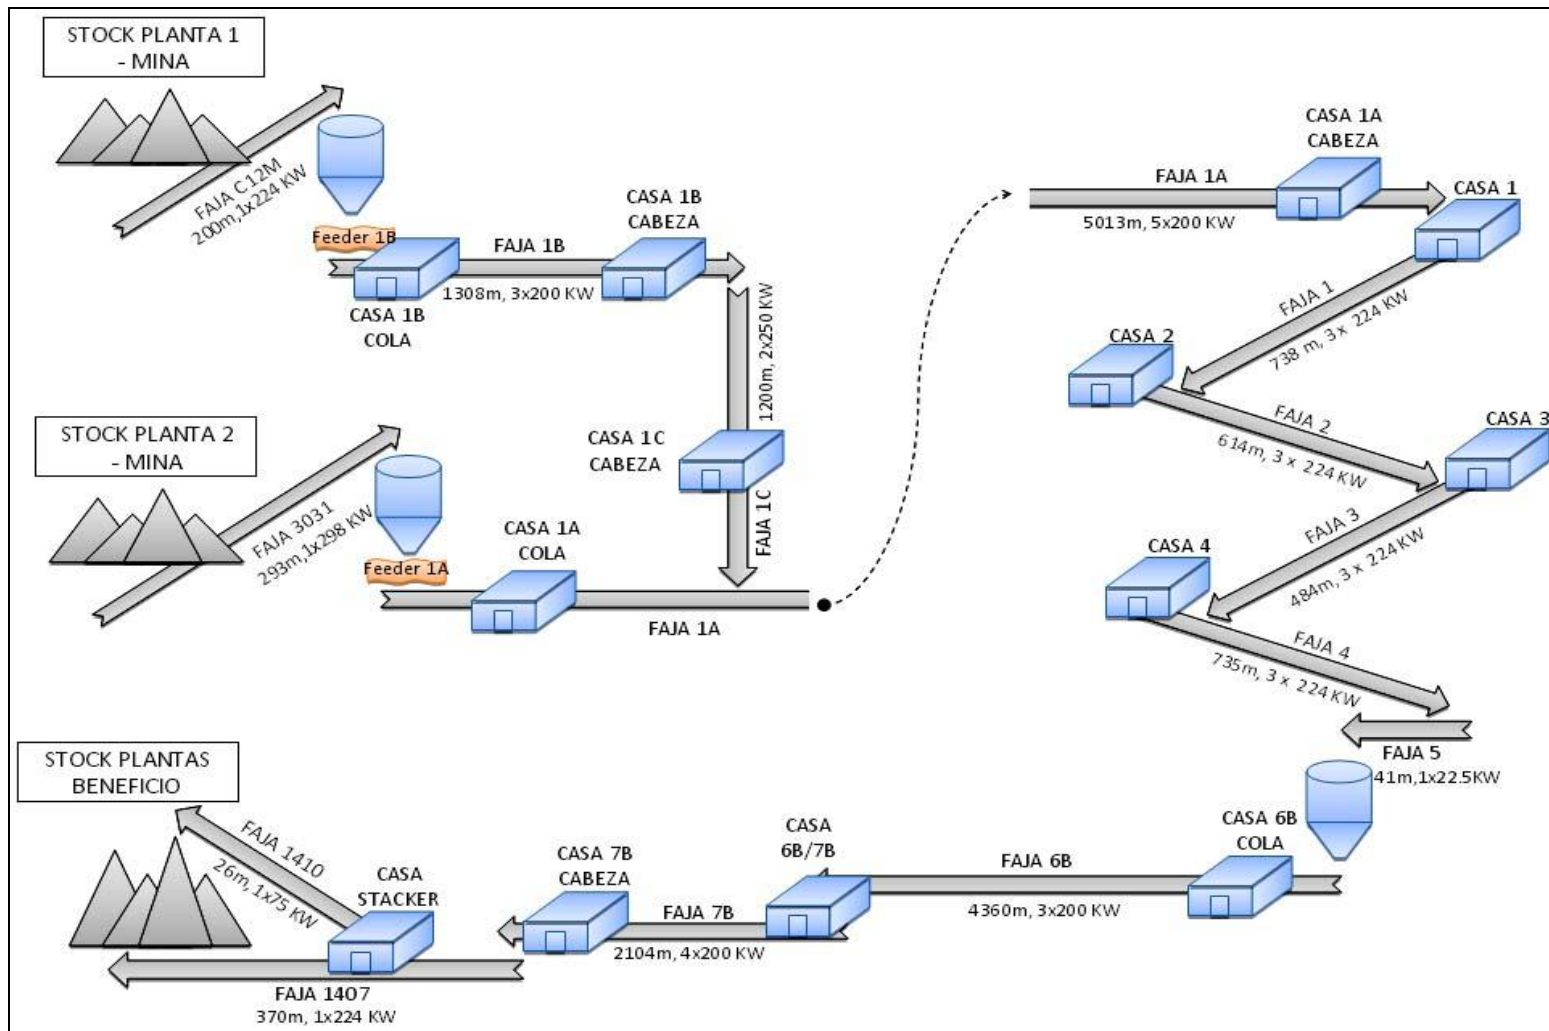 STOCK PLANTA 1
- MINA
FAJA C12M
200m,1x224 KW
Feeder 1B
CASA 1B
COLA
FAJA 1B
1308m, 3x200 KW
CASA 1B
CABEZA
1200m, 2x250 KW
CASA 1C
CABEZA
FAJA 1C
STOCK PLANTA 2
- MINA
FAJA 3031
293m,1x298 KW
Feeder 1A
CASA 1A
COLA
FAJA 1A
FAJA 1A
5013m, 5x200 KW
CASA 1A
CABEZA
CASA 1
FAJA 1
738 m, 3x 224 KW
CASA 2
FAJA 2
614m, 3 x 224 KW
CASA 3
FAJA 3
484m, 3 x 224 KW
CASA 4
FAJA 4
735m, 3 x 224 KW
FAJA 5
41m,1x22.5KW
CASA 6B
COLA
FAJA 6B
4360m, 3x200 KW
CASA
6B/7B
FAJA 7B
2104m, 4x200 KW
CASA 7B
CABEZA
CASA
STACKER
FAJA 1410
26m, 1x75 KW
STOCK PLANTAS
BENEFICIO
FAJA 1407
370m, 1x224 KW